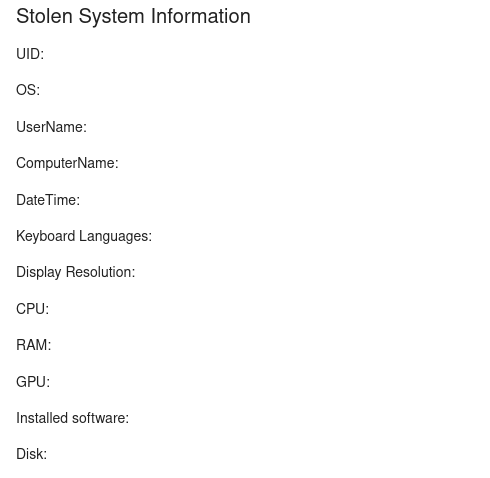 Stolen System Information
UID:
OS:
UserName:
ComputerName:
DateTime:
Keyboard Languages:
Display Resolution:
CPU:
RAM:
GPU:
Installed software:
Disk: